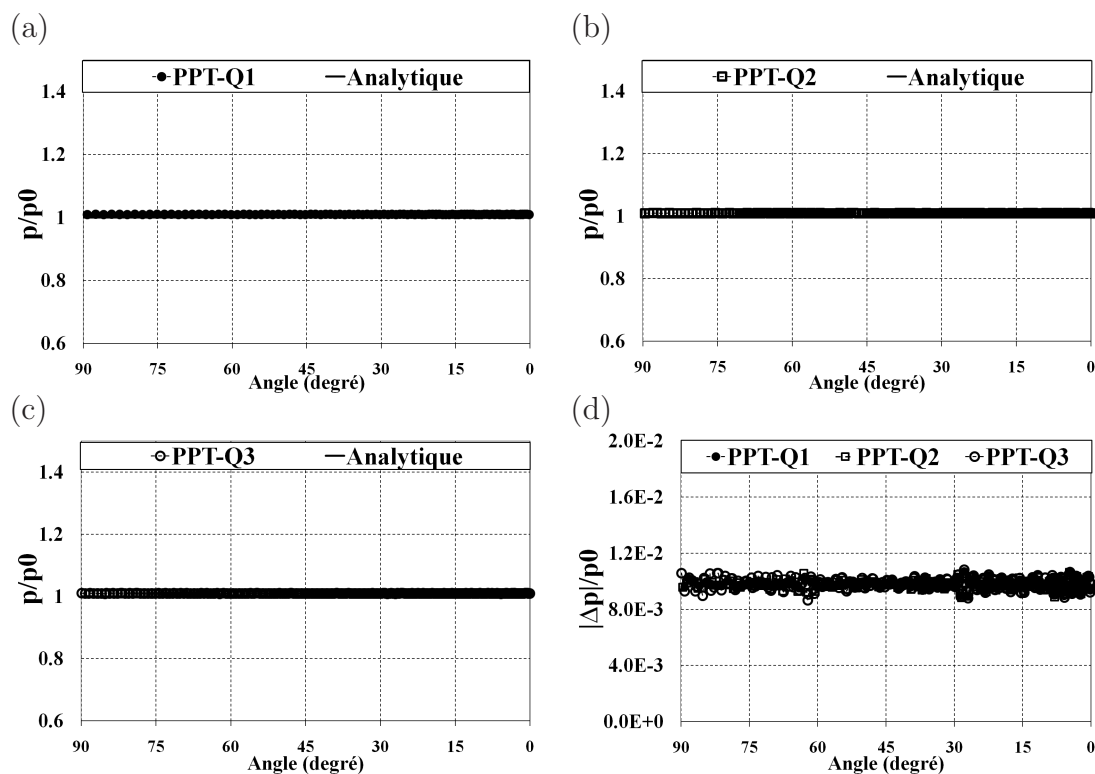 (a)
PPT-Q1 Analytique
1.4
1.2
1
0.8
0.6
p/p0
90 75 60 45 30 15 0
Angle (degré)
(b)
PPT-Q2 Analytique
1.4
1.2
1
0.8
0.6
p/p0
90 75 60 45 30 15 0
Angle (degré)
(c)
PPT-Q3 Analytique
1.4
1.2
1
0.8
0.6
p/p0
90 75 60 45 30 15 0
Angle (degré)
(d)
PPT-Q1 PPT-Q2 PPT-Q3
2.0E-2
1.6E-2
1.2E-2
8.0E-3
4.0E-3
0.0E+0
|Δp|/p0
90 75 60 45 30 15 0
Angle (degré)